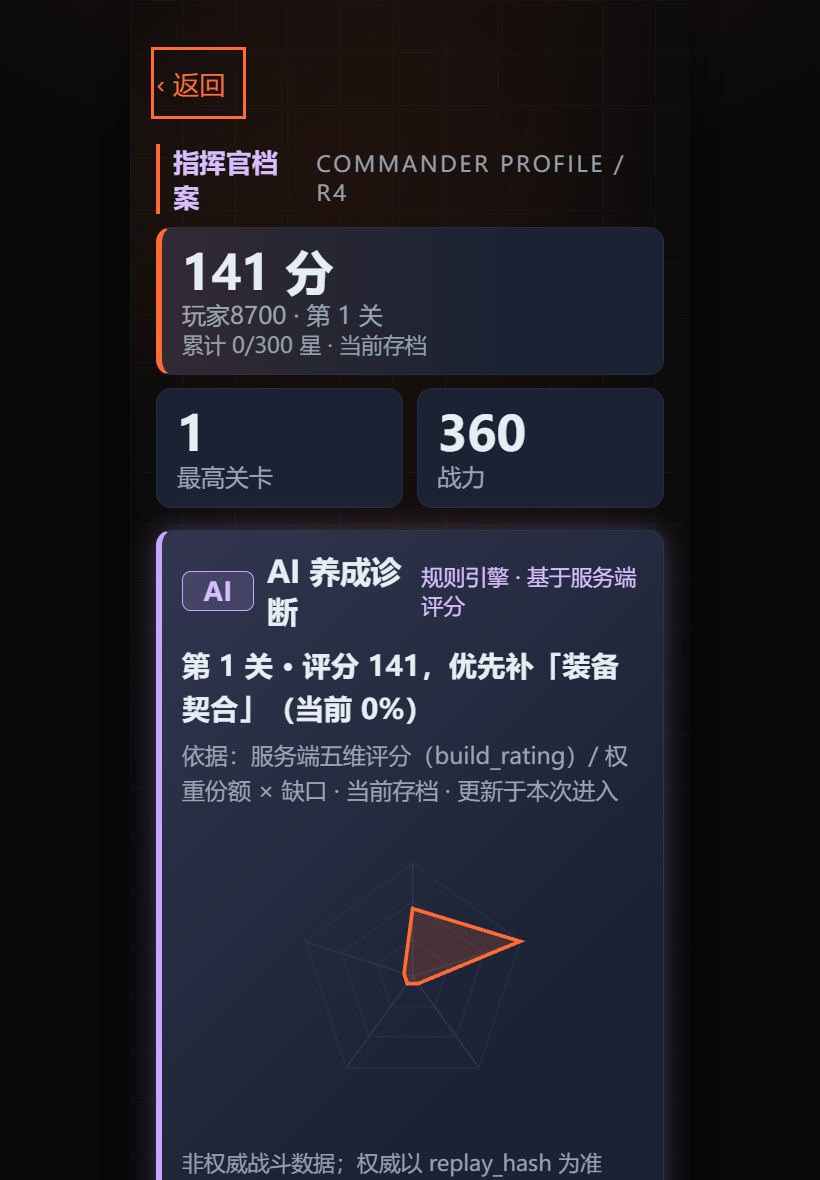 ‹ 返回
指挥官档
案
COMMANDER PROFILE /
R4
141 分
玩家8700 · 第 1 关
累计 0/300 星 · 当前存档
1
最高关卡
360
战力
AI
AI 养成诊
断
规则引擎 · 基于服务端
评分
第 1 关 • 评分 141，优先补「装备
契合」（当前 0%）
依据：服务端五维评分（build_rating）/ 权
重份额 × 缺口 · 当前存档 · 更新于本次进入
非权威战斗数据；权威以 replay_hash 为准